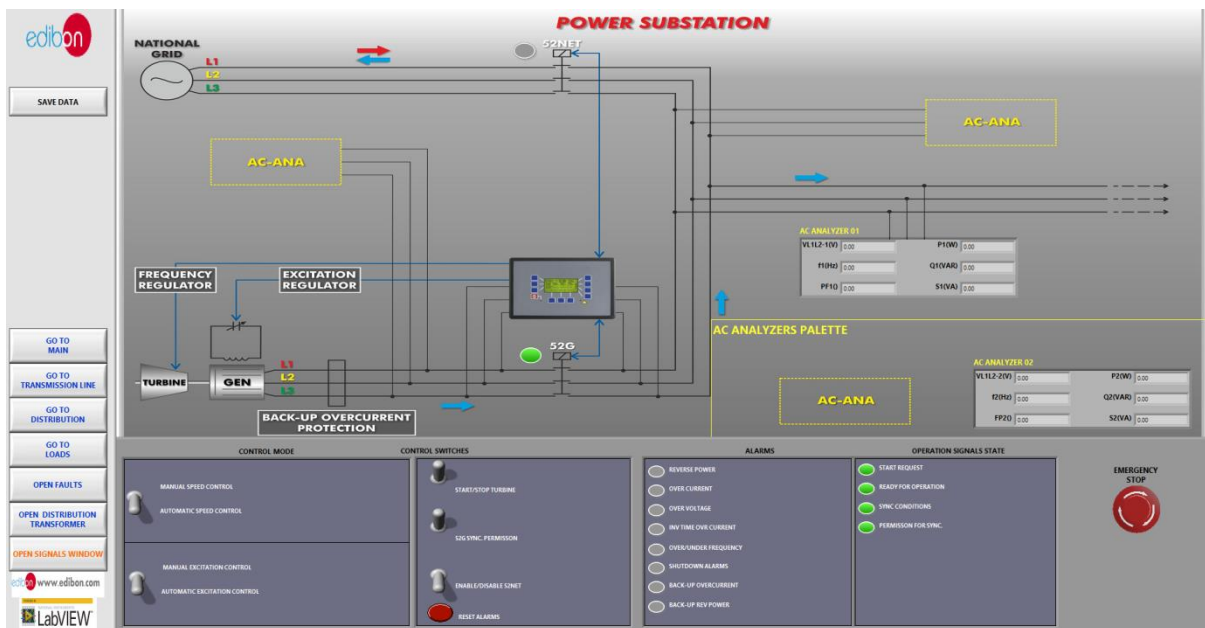 edibon
SAVE DATA
GO TO
MAIN
GO TO
TRANSMISSION LINE
GO TO
DISTRIBUTION
GO TO
LOADS
OPEN FAULTS
OPEN DISTRIBUTION
TRANSFORMER
OPEN SIGNALS WINDOW
edibon www.edibon.com
LabVIEW
POWER SUBSTATION
NATIONAL
GRID
L1
L2
L3
52NET
AC-ANA
AC-ANA
AC ANALYZER 01
VL1L2-1(V) 0.00 P1(W) 0.00
f1(Hz) 0.00 Q1(VAR) 0.00
PF1() 0.00 S1(VA) 0.00
FREQUENCY
REGULATOR
EXCITATION
REGULATOR
52G
TURBINE
GEN
L1
L2
L3
BACK-UP OVERCURRENT
PROTECTION
AC ANALYZERS PALETTE
AC-ANA
AC ANALYZER 02
VL1L2-2(V) 0.00 P2(W) 0.00
f2(Hz) 0.00 Q2(VAR) 0.00
FP2() 0.00 S2(VA) 0.00
CONTROL MODE
MANUAL SPEED CONTROL
AUTOMATIC SPEED CONTROL
MANUAL EXCITATION CONTROL
AUTOMATIC EXCITATION CONTROL
CONTROL SWITCHES
START/STOP TURBINE
52G SYNC. PERMISSON
ENABLE/DISABLE 52NET
RESET ALARMS
ALARMS
REVERSE POWER
OVER CURRENT
OVER VOLTAGE
INV TIME OVR CURRENT
OVER/UNDER FREQUENCY
SHUTDOWN ALARMS
BACK-UP OVERCURRENT
BACK-UP REV POWER
OPERATION SIGNALS STATE
START REQUEST
READY FOR OPERATION
SYNC CONDITIONS
PERMISSON FOR SYNC.
EMERGENCY
STOP